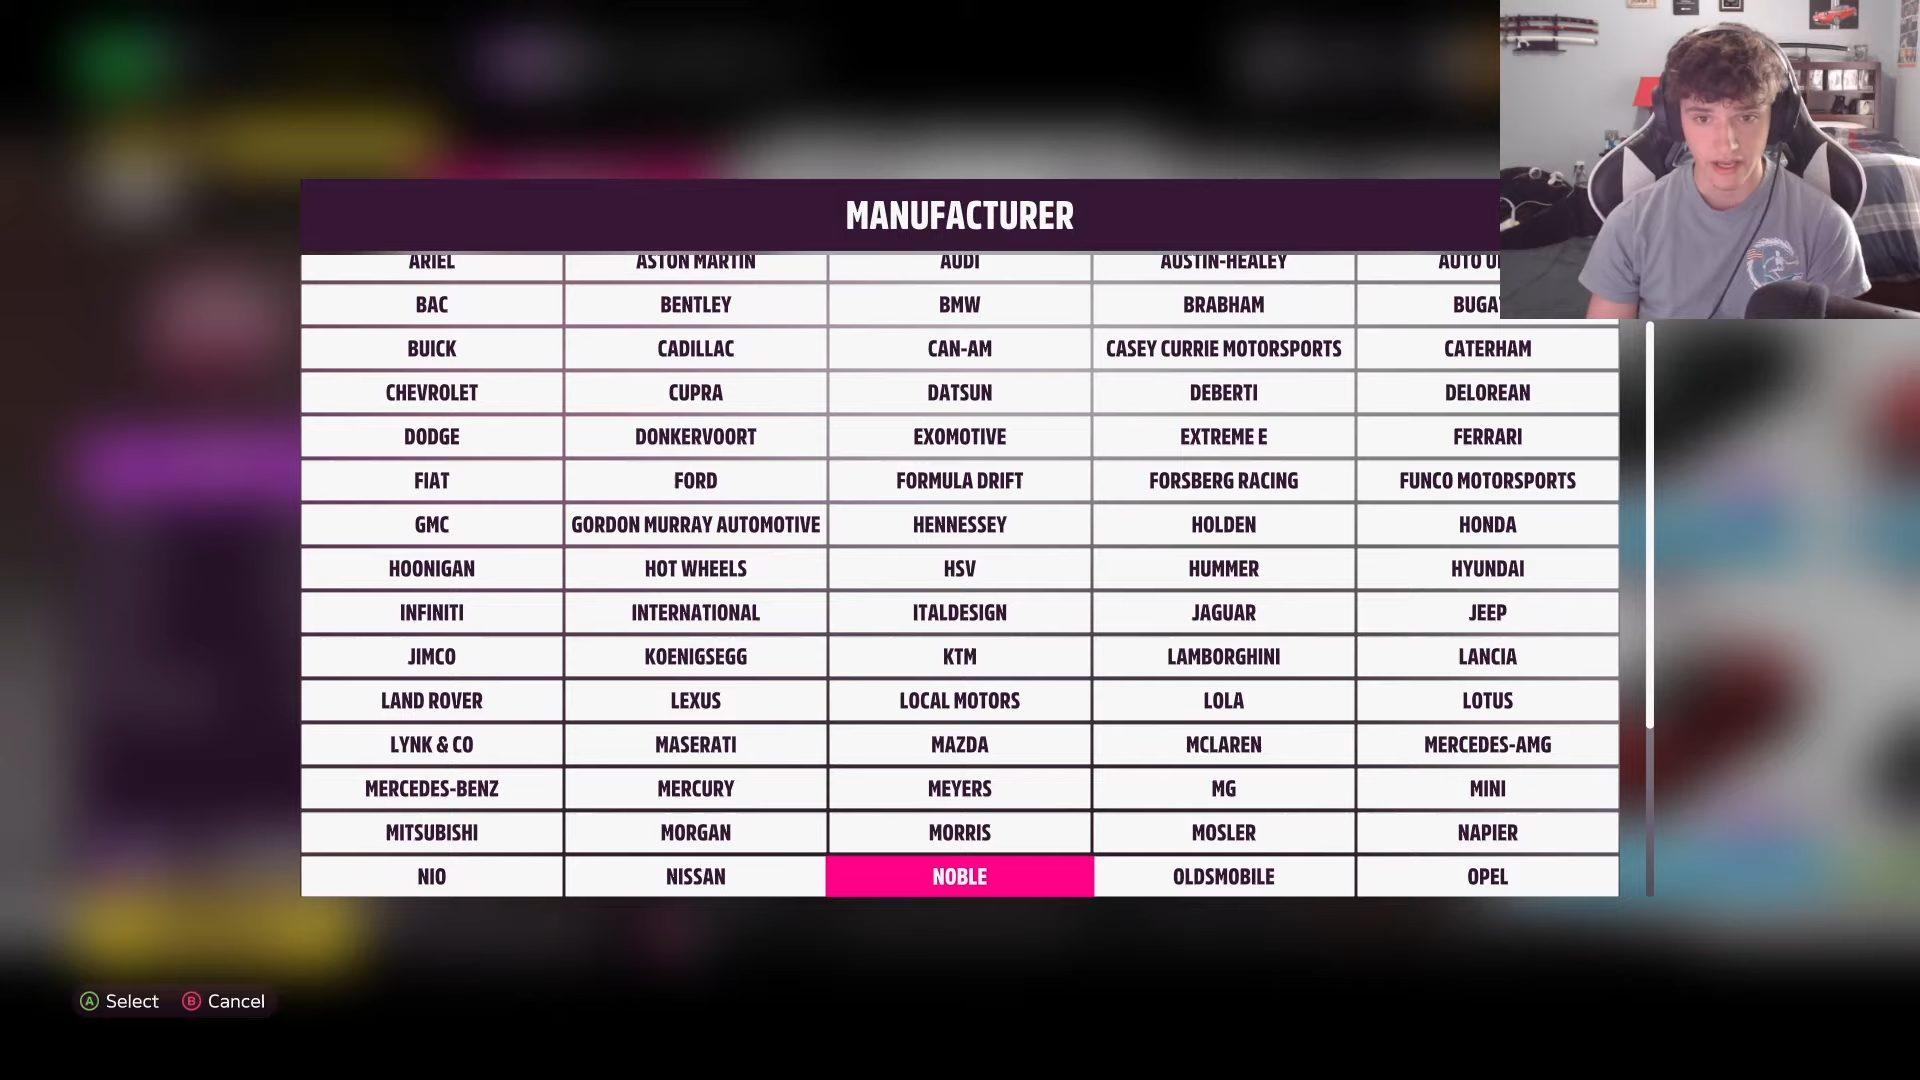 MANUFACTURER
ARIEL ASTON MARTIN AUDI AUSTIN-HEALEY AUTO
BAC BENTLEY BMW BRABHAM
BUICK CADILLAC CAN-AM CASEY CURRIE MOTORSPORTS CATERHAM
CHEVROLET CUPRA DATSUN DEBERTI DELOREAN
DODGE DONKERVOORT EXOMOTIVE EXTREME E FERRARI
FIAT FORD FORMULA DRIFT FORSBERG RACING FUNCO MOTORSPORTS
GMC GORDON MURRAY AUTOMOTIVE HENNESSEY HOLDEN HONDA
HOONIGAN HOT WHEELS HSV HUMMER HYUNDAI
INFINITI INTERNATIONAL ITALDESIGN JAGUAR JEEP
JIMCO KOENIGSEGG KTM LAMBORGHINI LANCIA
LAND ROVER LEXUS LOCAL MOTORS LOLA LOTUS
LYNK & CO MASERATI MAZDA MCLAREN MERCEDES-AMG
MERCEDES-BENZ MERCURY MEYERS MG MINI
MITSUBISHI MORGAN MORRIS MOSLER NAPIER
NIO NISSAN NOBLE OLDSMOBILE OPEL
A Select B Cancel